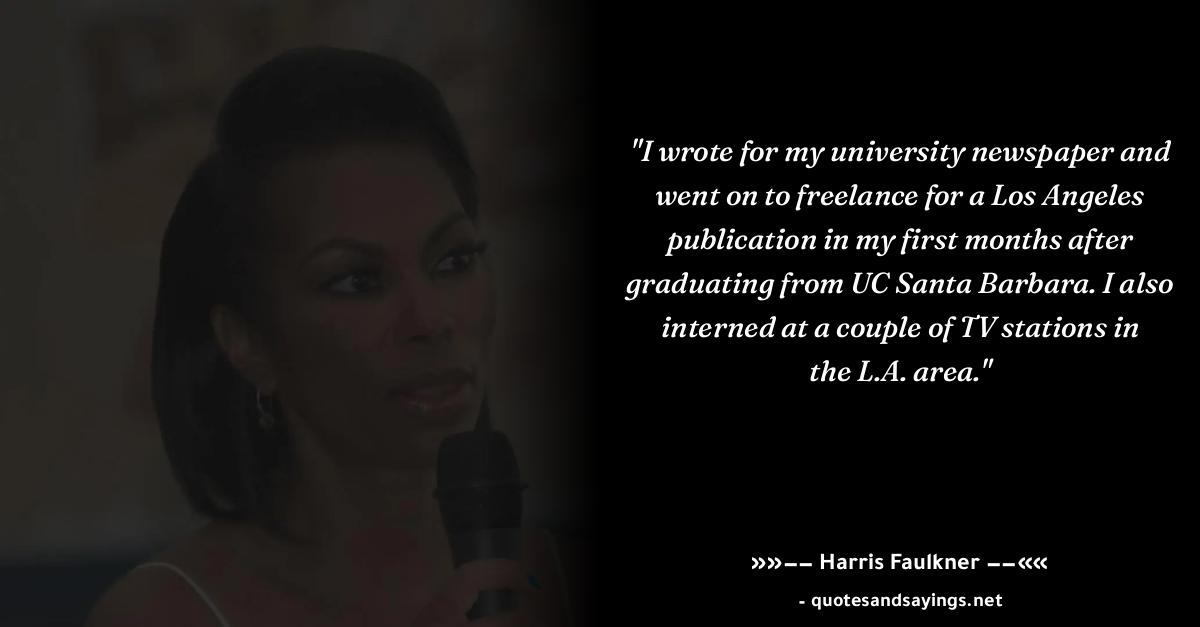 "I wrote for my university newspaper and
went on to freelance for a Los Angeles
publication in my first months after
graduating from UC Santa Barbara. I also
interned at a couple of TV stations in
the L.A. area."
»»–– Harris Faulkner ––««
- quotesandsayings.net